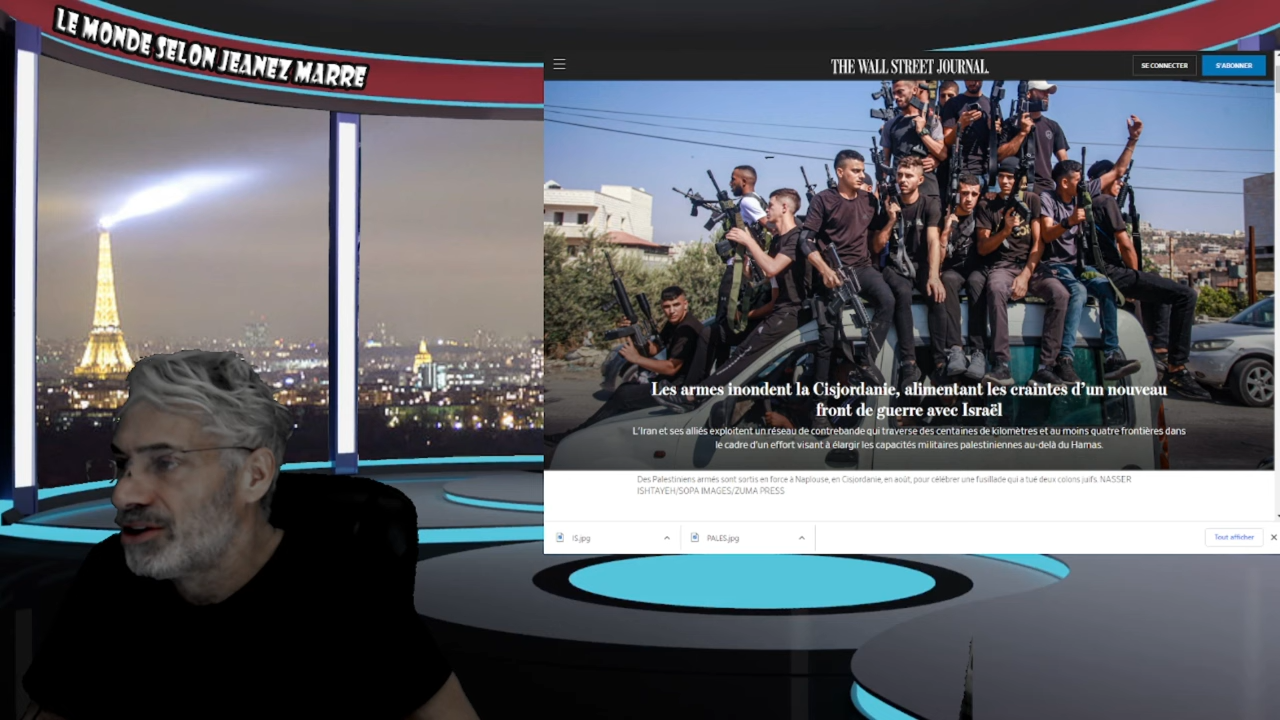 LE MONDE SELON JEANEZ MARRE
THE WALL STREET JOURNAL.
SE CONNECTER
S'ABONNER
Les armes inondent la Cisjordanie, alimentant les craintes d'un nouveau
front de guerre avec Israël
L'Iran et ses alliés exploitent un réseau de contrebande qui traverse des centaines de kilomètres et au moins quatre frontières dans
le cadre d'un effort visant à élargir les capacités militaires palestiniennes au-delà du Hamas.
Des Palestiniens armés sont sortis en force à Naplouse, en Cisjordanie, en août, pour célébrer une fusillade qui a tué deux colons juifs. NASSER
ISHTAYEH/SOPA IMAGES/ZUMA PRESS
IS.jpg
PALES.jpg
Tout afficher